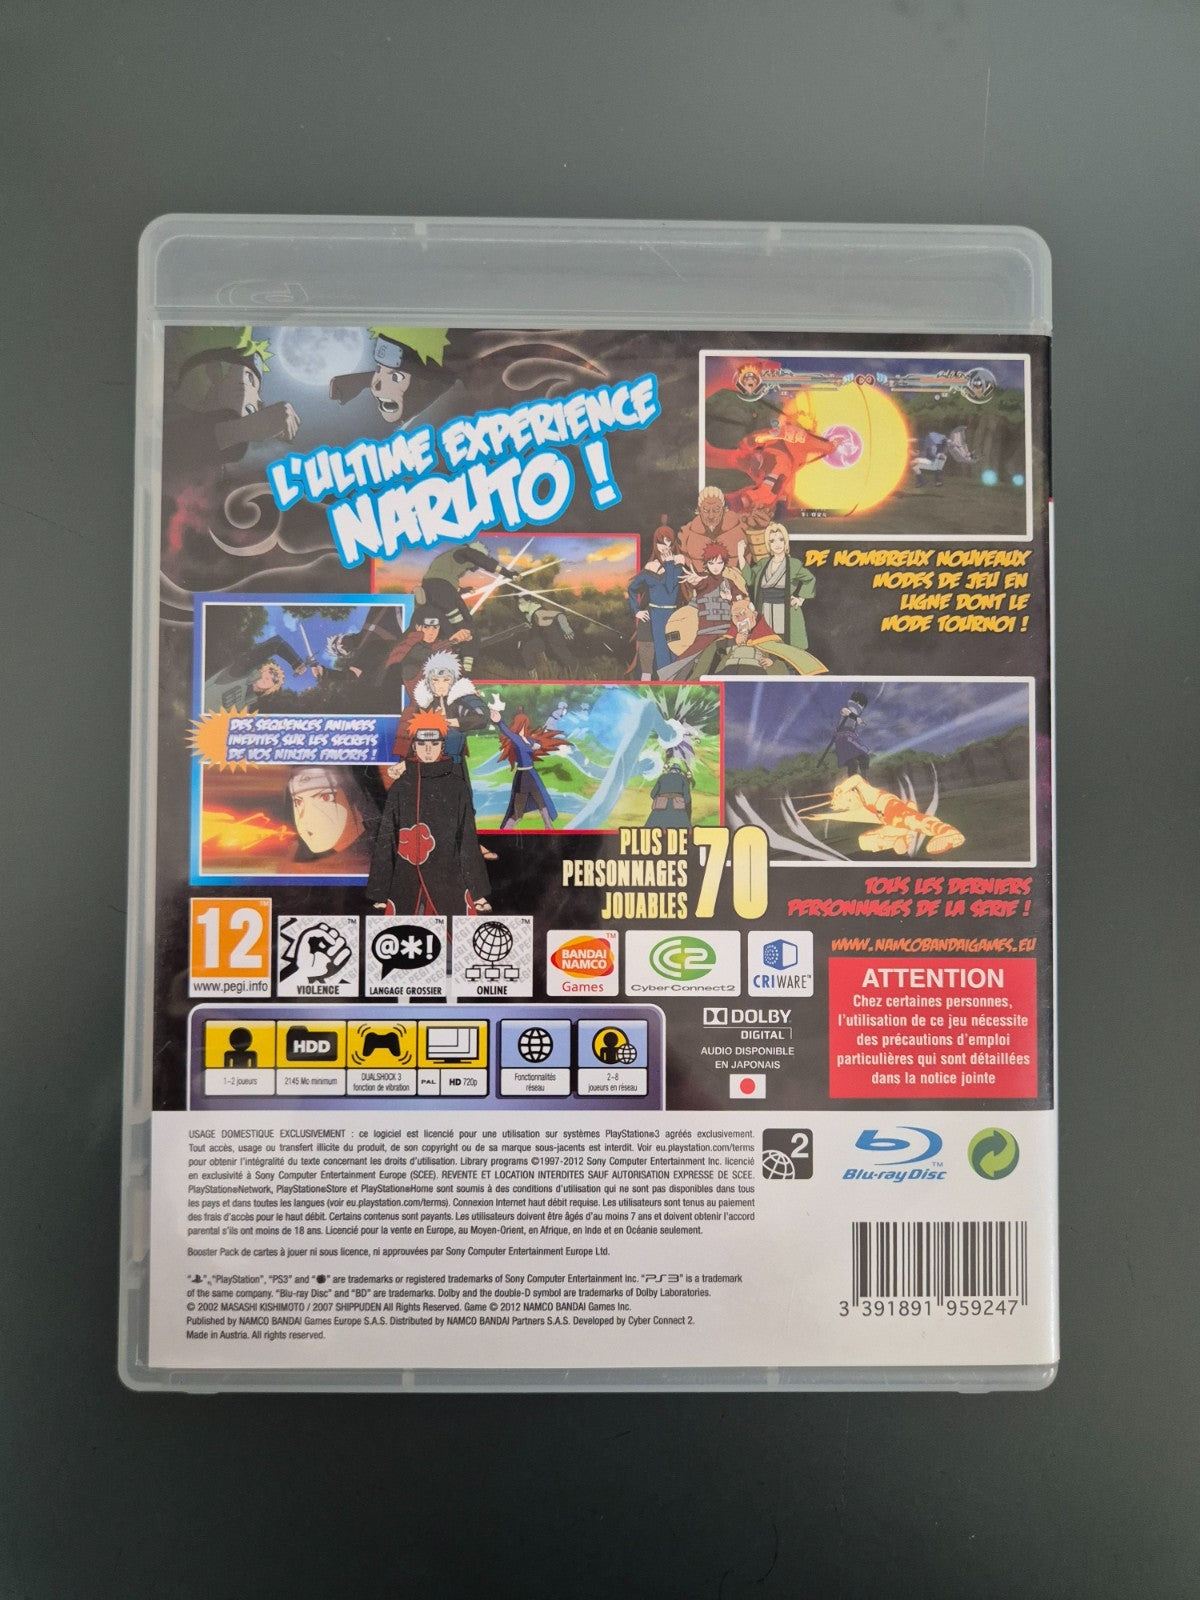 L'ULTIME EXPERIENCE
NARUTO !
DE NOMBREUX NOUVEAUX
MODES DE JEU EN
LIGNE DONT LE
MODE TOURNOI !
DES SEQUENCES ANIMEES
INEDITES SUR LES SECRETS
DE VOS NINJAS FAVORIS !
PLUS DE
PERSONNAGES
JOUABLES
70
TOUS LES DERNIERS
PERSONNAGES DE LA SERIE !
12
www.pegi.info
VIOLENCE
@*!
LANGAGE GROSSIER
ONLINE
BANDAI
NAMCO
Games
CyberConnect2
CRIWARE™
WWW.NAMCOBANDAIGAMES.EU
ATTENTION
Chez certaines personnes,
l'utilisation de ce jeu nécessite
des précautions d'emploi
particulières qui sont détaillées
dans la notice jointe
DOLBY
DIGITAL
AUDIO DISPONIBLE
EN JAPONAIS
1-2 joueurs
HDD
2145 Mo minimum
DUALSHOCK 3
fonction de vibration
PAL
HD 720p
Fonctionnalités
réseau
2-8
joueurs en réseau
USAGE DOMESTIQUE EXCLUSIVEMENT : ce logiciel est licencié pour une utilisation sur systèmes PlayStation®3 agréés exclusivement.
Tout accès, usage ou transfert illicite du produit, de son copyright ou de sa marque sous-jacents est interdit. Voir eu.playstation.com/terms
pour obtenir l'intégralité du texte concernant les droits d'utilisation. Library programs ©1997-2012 Sony Computer Entertainment Inc. licencié
en exclusivité à Sony Computer Entertainment Europe (SCEE). REVENTE ET LOCATION INTERDITES SAUF AUTORISATION EXPRESSE DE SCEE.
PlayStation®Network, PlayStation®Store et PlayStation®Home sont soumis à des conditions d'utilisation qui ne sont pas disponibles dans tous
les pays et dans toutes les langues (voir eu.playstation.com/terms). Connexion Internet haut débit requise. Les utilisateurs sont tenus au paiement
des frais d'accès pour le haut débit. Certains contenus sont payants. Les utilisateurs doivent être âgés d'au moins 7 ans et doivent obtenir l'accord
parental s'ils ont moins de 18 ans. Licencié pour la vente en Europe, au Moyen-Orient, en Afrique, en Inde et en Océanie seulement.
Booster Pack de cartes à jouer ni sous licence, ni approuvées par Sony Computer Entertainment Europe Ltd.
2
Blu-ray Disc™
" ", "PlayStation", "PS3" and " " are trademarks or registered trademarks of Sony Computer Entertainment Inc. "PS3" is a trademark
of the same company. "Blu-ray Disc" and "BD" are trademarks. Dolby and the double-D symbol are trademarks of Dolby Laboratories.
© 2002 MASASHI KISHIMOTO / 2007 SHIPPUDEN All Rights Reserved. Game © 2012 NAMCO BANDAI Games Inc.
Published by NAMCO BANDAI Games Europe S.A.S. Distributed by NAMCO BANDAI Partners S.A.S. Developed by Cyber Connect 2.
Made in Austria. All rights reserved.
3 391891 959247